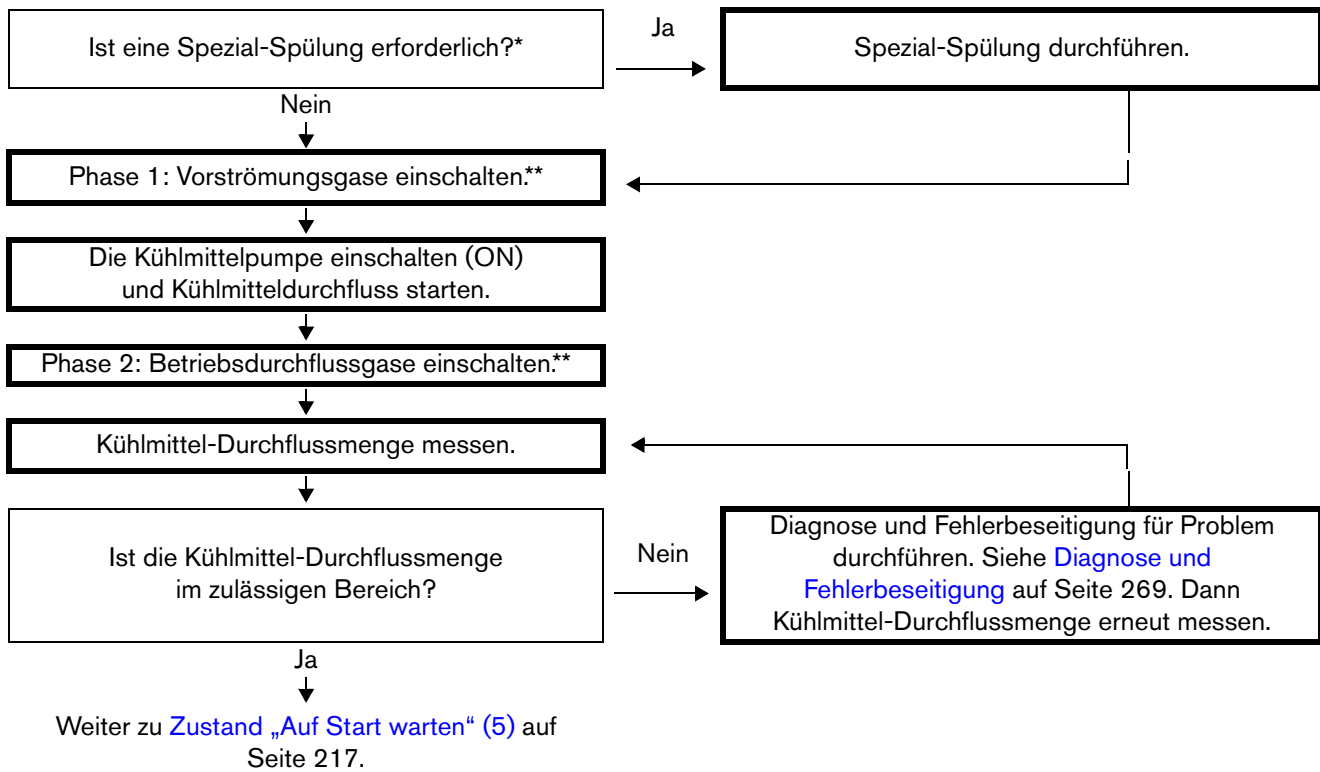 Ist eine Spezial-Spülung erforderlich?*
Ja
Spezial-Spülung durchführen.
Nein
Phase 1: Vorströmungsgase einschalten.**
Die Kühlmittelpumpe einschalten (ON)
und Kühlmitteldurchfluss starten.
Phase 2: Betriebsdurchflussgase einschalten.**
Kühlmittel-Durchflussmenge messen.
Ist die Kühlmittel-Durchflussmenge
im zulässigen Bereich?
Nein
Diagnose und Fehlerbeseitigung für Problem
durchführen. Siehe Diagnose und
Fehlerbeseitigung auf Seite 269. Dann
Kühlmittel-Durchflussmenge erneut messen.
Ja
Weiter zu Zustand „Auf Start warten“ (5) auf
Seite 217.